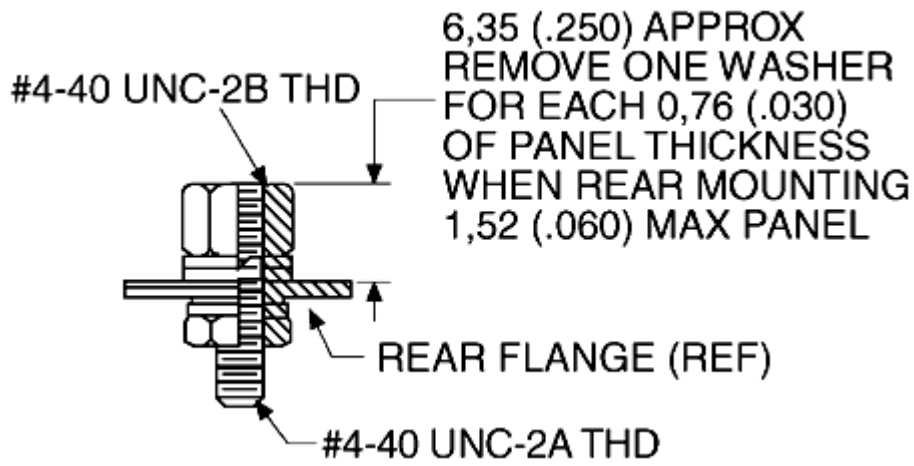 #4-40 UNC-2B THD
6,35 (.250) APPROX
REMOVE ONE WASHER
FOR EACH 0,76 (.030)
OF PANEL THICKNESS
WHEN REAR MOUNTING
1,52 (.060) MAX PANEL
REAR FLANGE (REF)
#4-40 UNC-2A THD